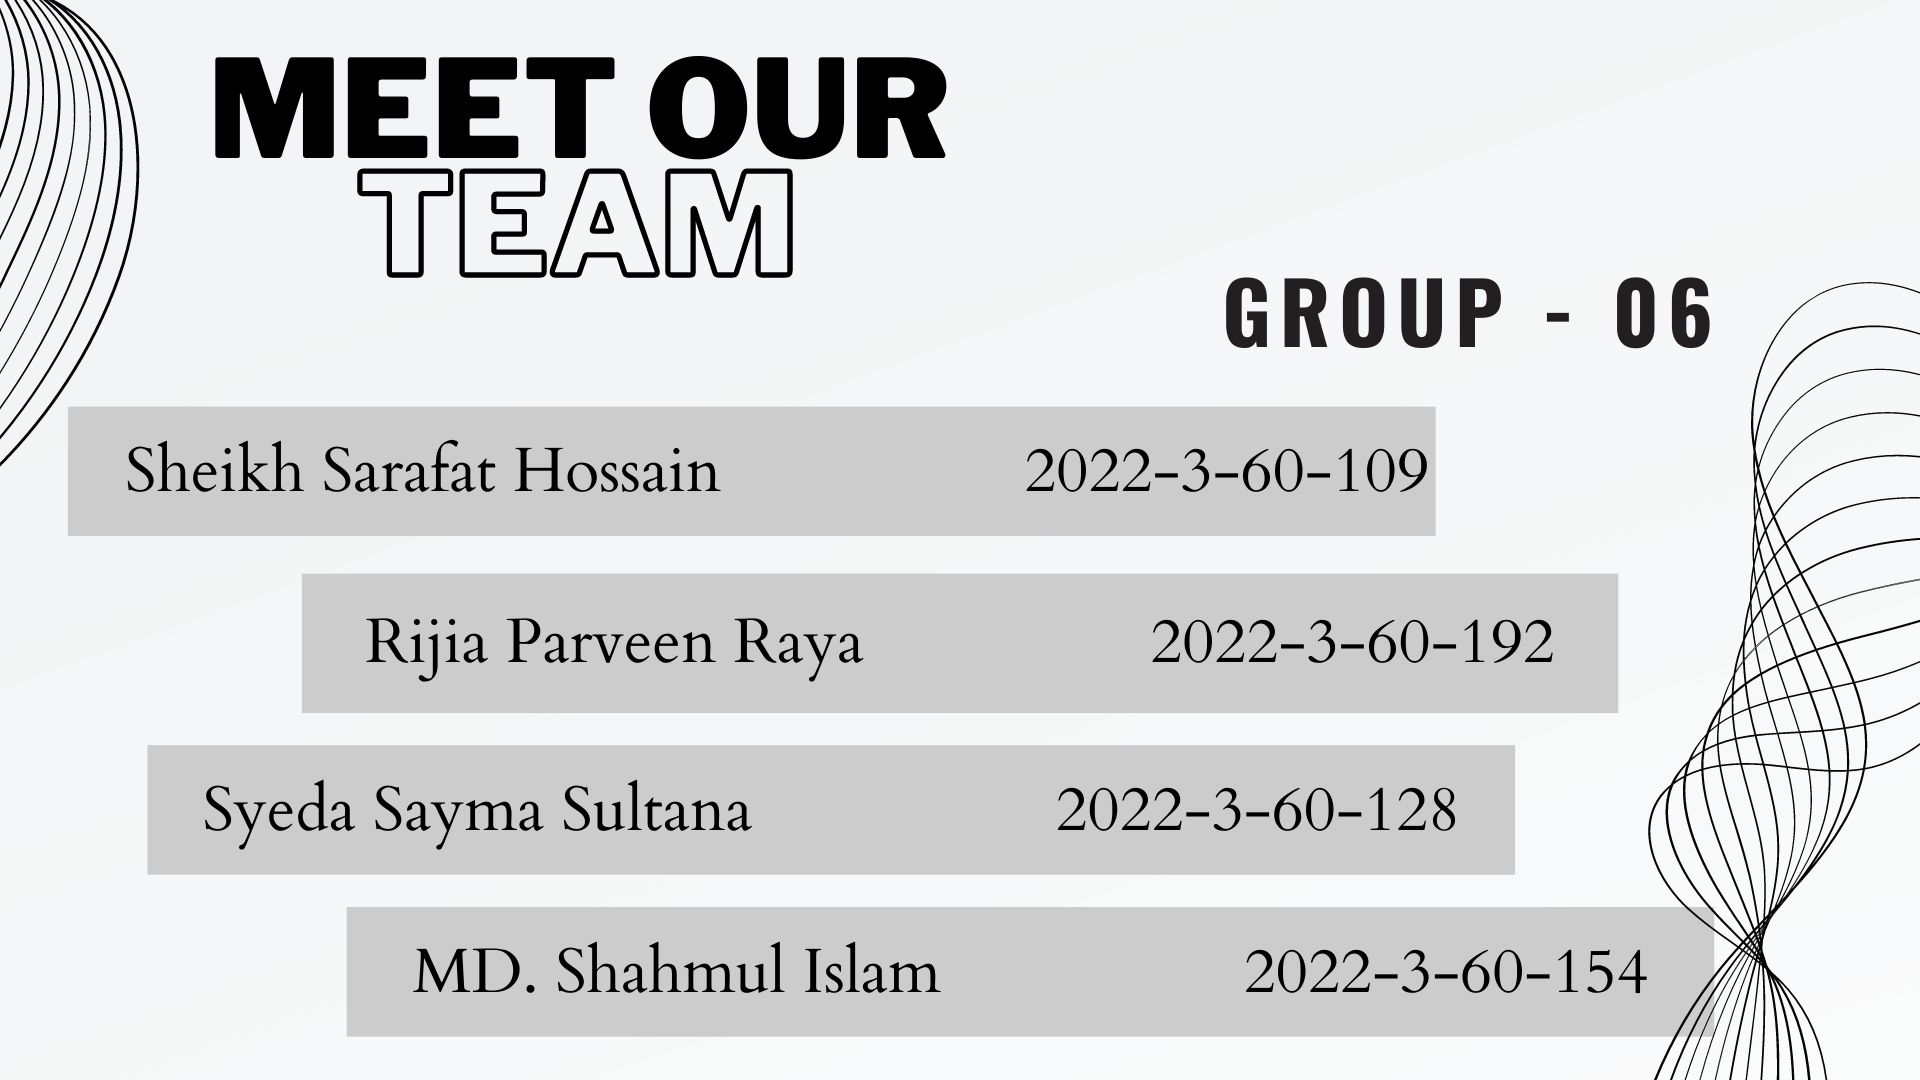 MEET OUR
TEAM
GROUP - 06
Sheikh Sarafat Hossain 2022-3-60-109
Rijia Parveen Raya 2022-3-60-192
Syeda Sayma Sultana 2022-3-60-128
MD. Shahmul Islam 2022-3-60-154